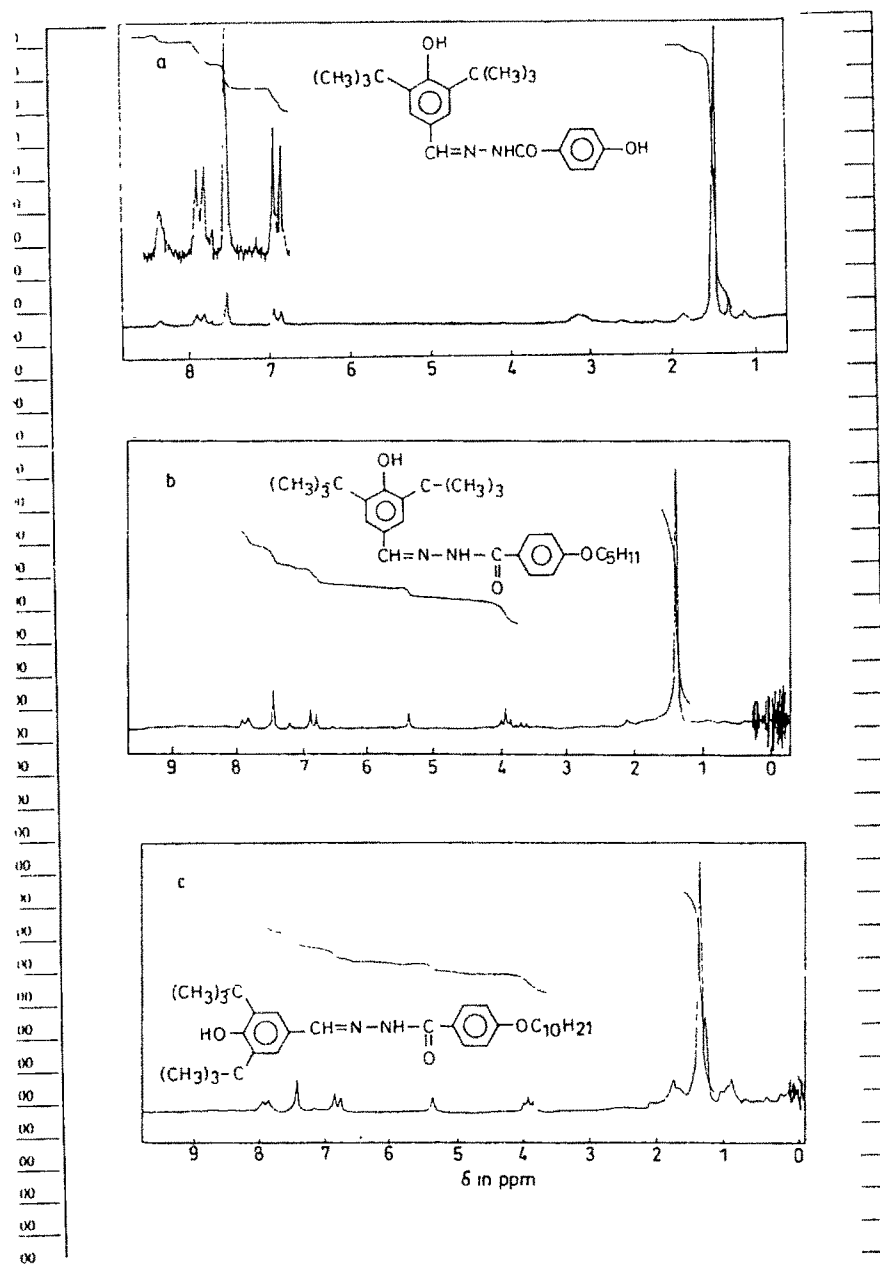 a
OH
(CH₃)₃C C(CH₃)₃
CH=N-NHCO OH
8 7 6 5 4 3 2 1
b
OH
(CH₃)₃C C-(CH₃)₃
CH=N-NH-C OC₅H₁₁
O
9 8 7 6 5 4 3 2 1 0
c
(CH₃)₃C
HO CH=N-NH-C OC₁₀H₂₁
O
(CH₃)₃-C
9 8 7 6 5 4 3 2 1 0
δ in ppm